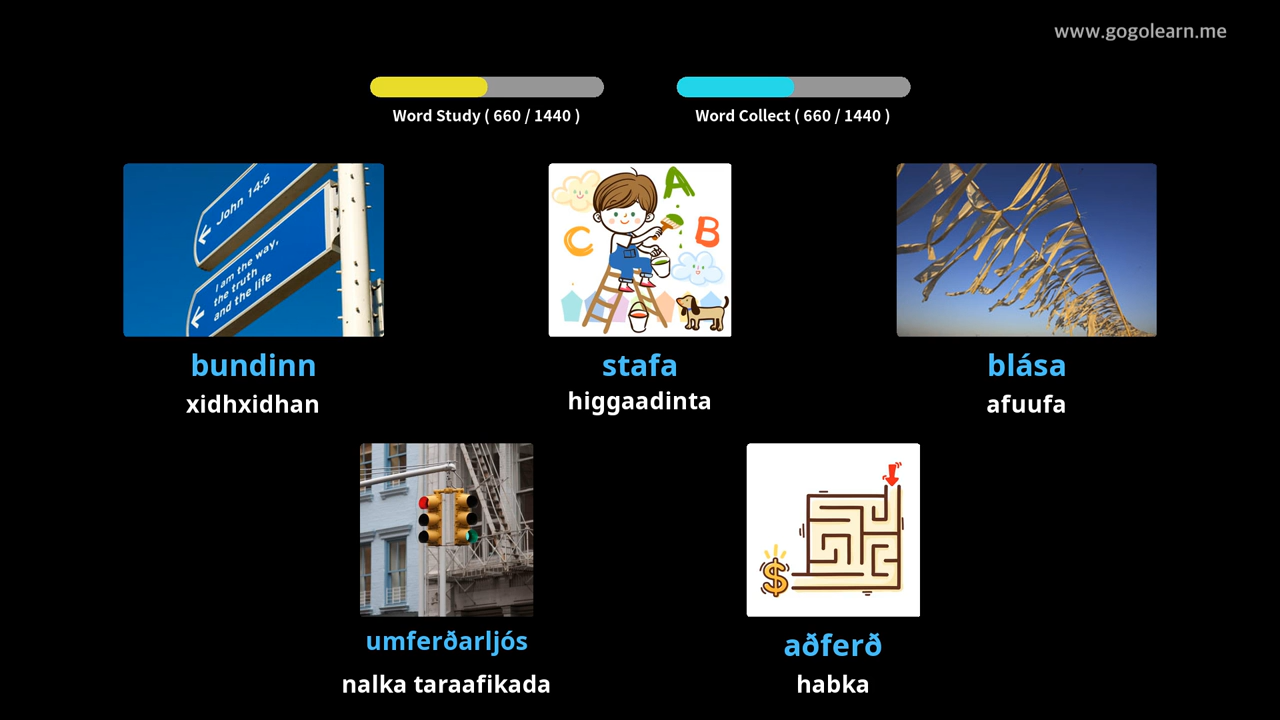 www.gogolearn.me
Word Study ( 660 / 1440 )
Word Collect ( 660 / 1440 )
John 14:6
I am the way,
the truth
and the life
A
B
C
bundinn
xidhxidhan
stafa
higgaadinta
blása
afuufa
$
umferðarljós
nalka taraafikada
aðferð
habka